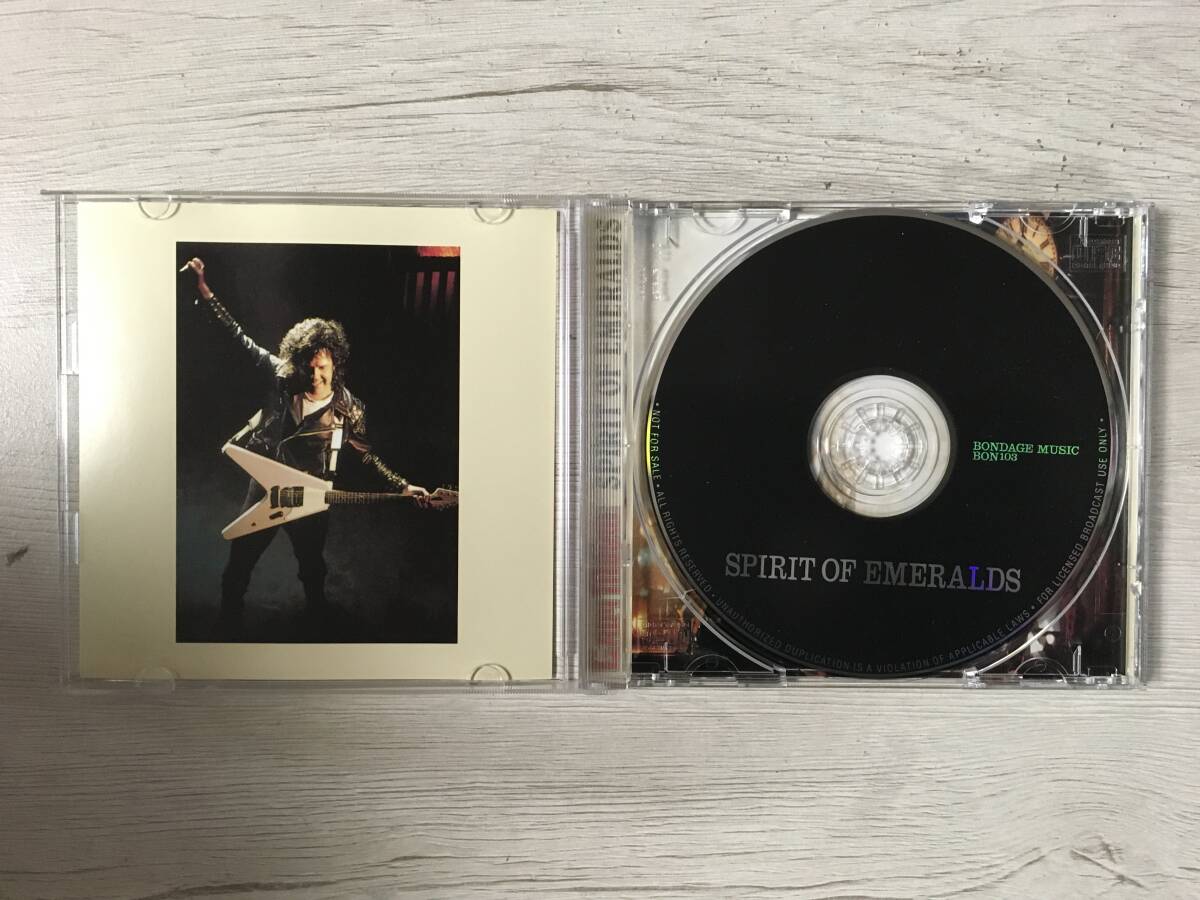 SPIRIT OF EMERALDS
BONDAGE MUSIC
BON103
SPIRIT OF EMERALDS
• NOT FOR SALE • ALL RIGHTS RESERVED • UNAUTHORIZED DUPLICATION IS A VIOLATION OF APPLICABLE LAWS • FOR LICENSED BROADCAST USE ONLY •